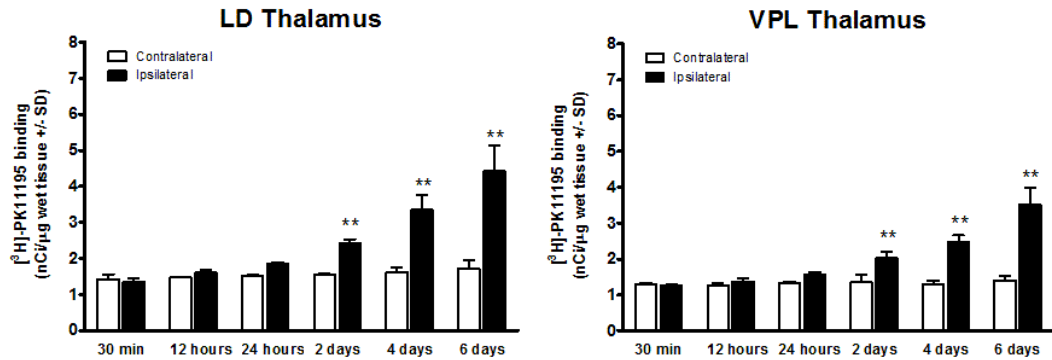 LD Thalamus
[³H]-PK11195 binding
(nCi/µg wet tissue +/- SD)
8
7
6
5
4
3
2
1
0
Contralateral
Ipsilateral
**
**
**
30 min 12 hours 24 hours 2 days 4 days 6 days
VPL Thalamus
[³H]-PK11195 binding
(nCi/µg wet tissue +/- SD)
8
7
6
5
4
3
2
1
0
Contralateral
Ipsilateral
**
**
**
30 min 12 hours 24 hours 2 days 4 days 6 days